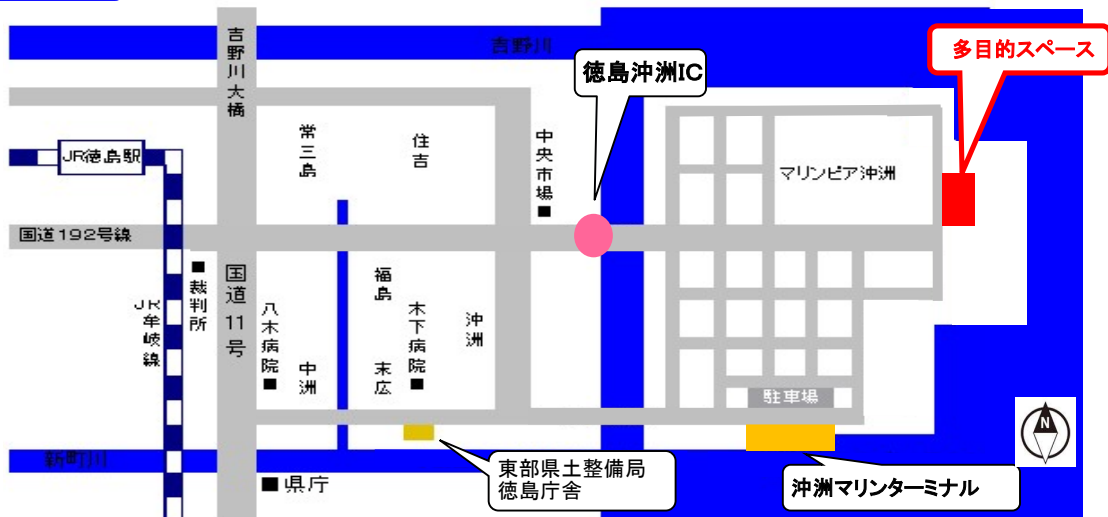 吉野川
吉野川大橋
徳島沖洲IC
多目的スペース
JR徳島駅
常三島
住吉
中央市場■
マリンピア沖洲
国道192号線
■裁判所
JR牟岐線
国道11号
八木病院■
中洲
福島
末広
木下病院■
沖洲
駐車場
新町川
■県庁
東部県土整備局
徳島庁舎
沖洲マリンターミナル
N